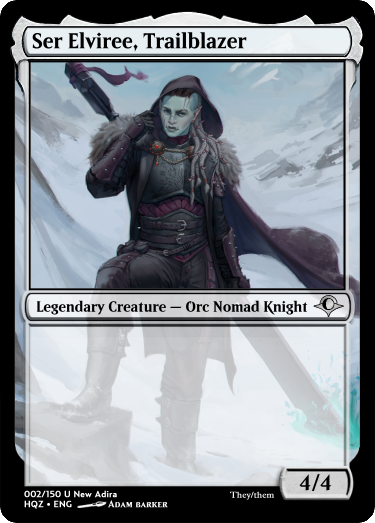 Ser Elviree, Trailblazer
Legendary Creature — Orc Nomad Knight
4/4
002/150 U New Adira
They/them
HQZ • ENG Adam Barker